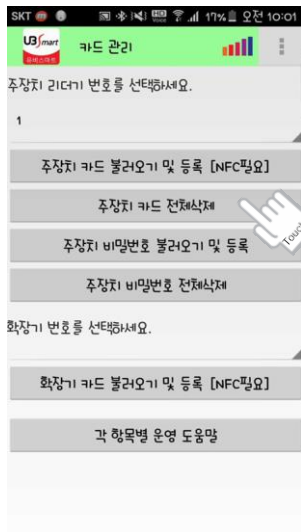 SKT 17% 오전 10:01
UBSmart 카드 관리
유비스마트
주장치 리더기 번호를 선택하세요.
1
주장치 카드 불러오기 및 등록 [NFC필요]
주장치 카드 전체삭제
Touch
주장치 비밀번호 불러오기 및 등록
주장치 비밀번호 전체삭제
확장기 번호를 선택하세요.
확장기 카드 불러오기 및 등록 [NFC필요]
각 항목별 운영 도움말